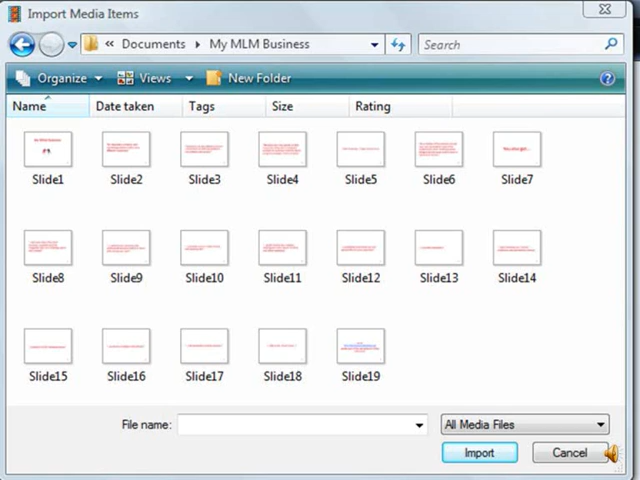 Import Media Items
« Documents My MLM Business Search
Organize Views New Folder
Name Date taken Tags Size Rating
Slide1 Slide2 Slide3 Slide4 Slide5 Slide6 Slide7
Slide8 Slide9 Slide10 Slide11 Slide12 Slide13 Slide14
Slide15 Slide16 Slide17 Slide18 Slide19
File name: All Media Files
Import Cancel